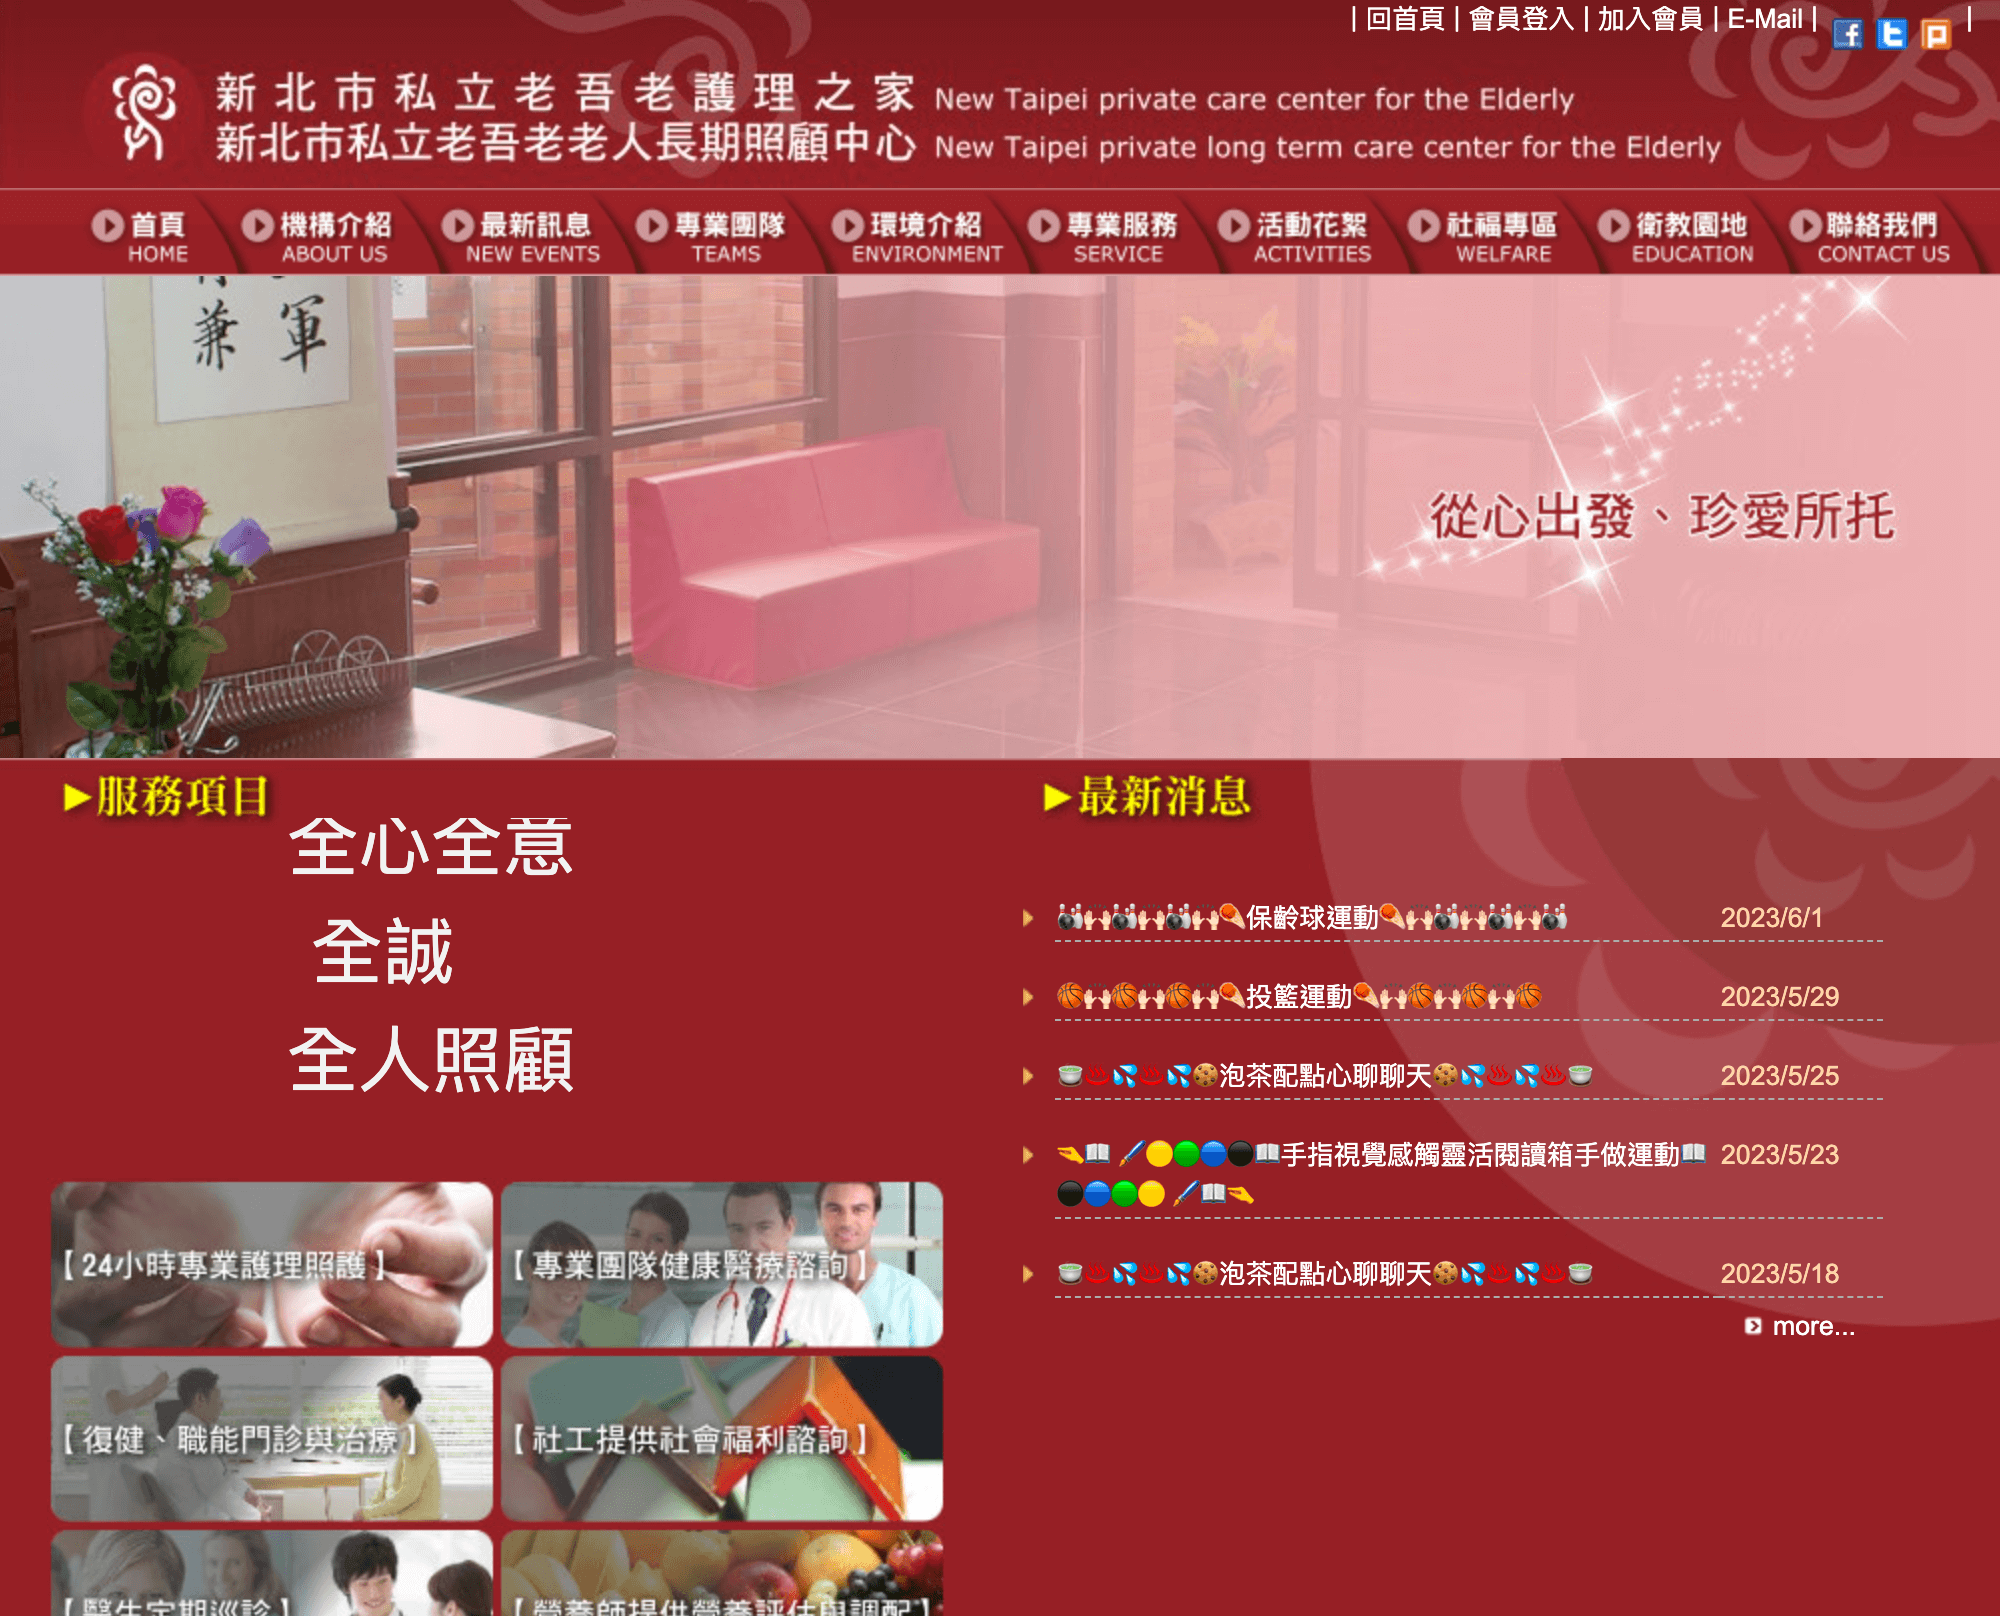 | 回首頁 | 會員登入 | 加入會員 | E-Mail | |
新北市私立老吾老護理之家 New Taipei private care center for the Elderly
新北市私立老吾老老人長期照顧中心 New Taipei private long term care center for the Elderly
首頁 機構介紹 最新訊息 專業團隊 環境介紹 專業服務 活動花絮 社福專區 衛教園地 聯絡我們
HOME ABOUT US NEW EVENTS TEAMS ENVIRONMENT SERVICE ACTIVITIES WELFARE EDUCATION CONTACT US
兼 軍
從心出發、珍愛所托
►服務項目
全心全意
全誠
全人照顧
【24小時專業護理照護】
【專業團隊健康醫療諮詢】
【復健、職能門診與治療】
【社工提供社會福利諮詢】
【醫生定期巡診】
【營養師提供營養評估與調配】
►最新消息
🎳🙌🏻🎳🙌🏻🎳🙌🏻🏓保齡球運動🏓🙌🏻🎳🙌🏻🎳🙌🏻🎳 2023/6/1
🏀🙌🏻🏀🙌🏻🏀🙌🏻🏓投籃運動🏓🙌🏻🏀🙌🏻🏀🙌🏻🏀 2023/5/29
🍵♨️💦♨️💦🍪泡茶配點心聊聊天🍪💦♨️💦♨️🍵 2023/5/25
🫴📖 🖌️🟡🟢🔵⚫📖手指視覺感觸靈活閱讀箱手做運動📖 2023/5/23
⚫🔵🟢🟡 🖌️📖🫴
🍵♨️💦♨️💦🍪泡茶配點心聊聊天🍪💦♨️💦♨️🍵 2023/5/18
more...